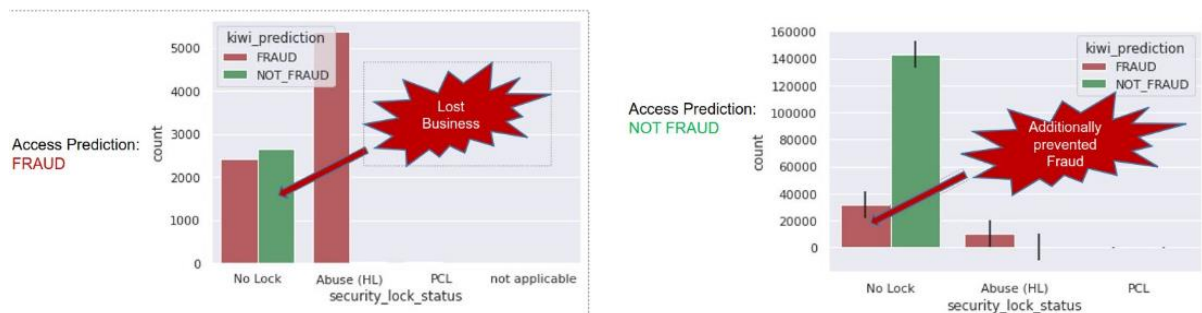 Access Prediction:
FRAUD
kiwi_prediction
FRAUD
NOT_FRAUD
Lost
Business
count
5000
4000
3000
2000
1000
0
No Lock
Abuse (HL)
PCL
not applicable
security_lock_status
Access Prediction:
NOT FRAUD
kiwi_prediction
FRAUD
NOT_FRAUD
Additionally
prevented
Fraud
count
160000
140000
120000
100000
80000
60000
40000
20000
0
No Lock
Abuse (HL)
PCL
security_lock_status